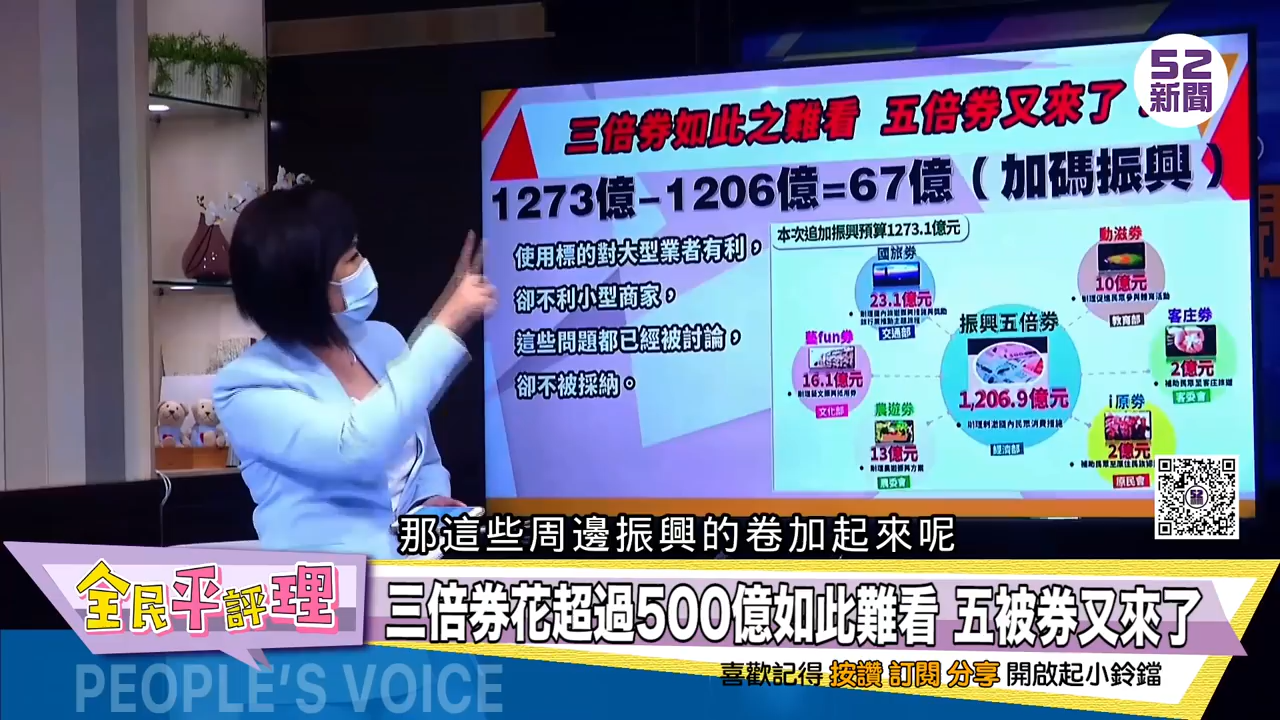 52
新聞
三倍券如此之難看 五倍券又來了
1273億-1206億=67億（加碼振興）
使用標的對大型業者有利，
卻不利小型商家，
這些問題都已經被討論，
卻不被採納。
本次追加振興預算1273.1億元
國旅券
23.1億元
交通部
動滋券
10億元
教育部
藝fun券
16.1億元
文化部
振興五倍券
1,206.9億元
經濟部
客庄券
2億元
客委會
農遊券
13億元
農委會
i原券
2億元
原民會
52
那這些周邊振興的卷加起來呢
全民平評理
三倍券花超過500億如此難看 五被券又來了
喜歡記得 按讚 訂閱 分享 開啟起小鈴鐺
PEOPLE'S VOICE